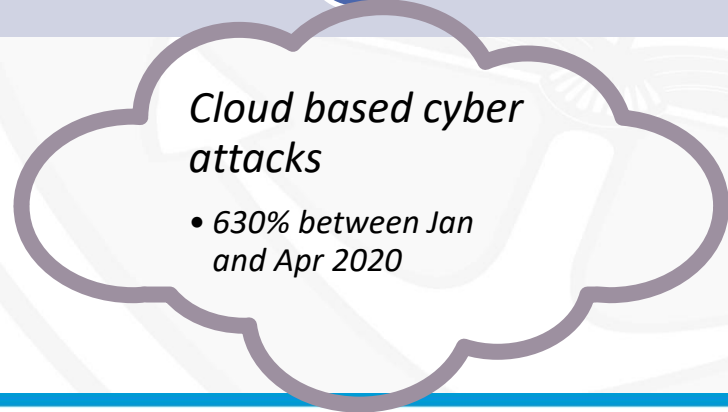 Cloud based cyber
attacks
• 630% between Jan
and Apr 2020